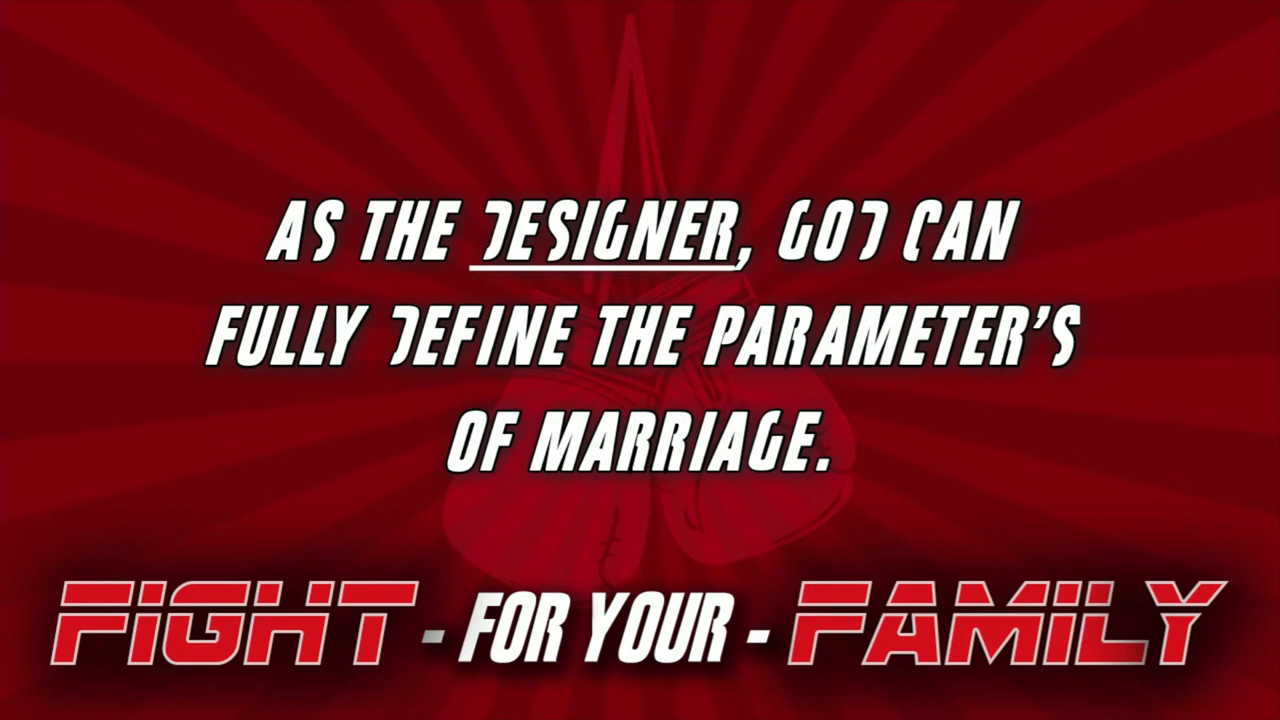 AS THE DESIGNER, GOD CAN
FULLY DEFINE THE PARAMETER'S
OF MARRIAGE.
FIGHT - FOR YOUR - FAMILY